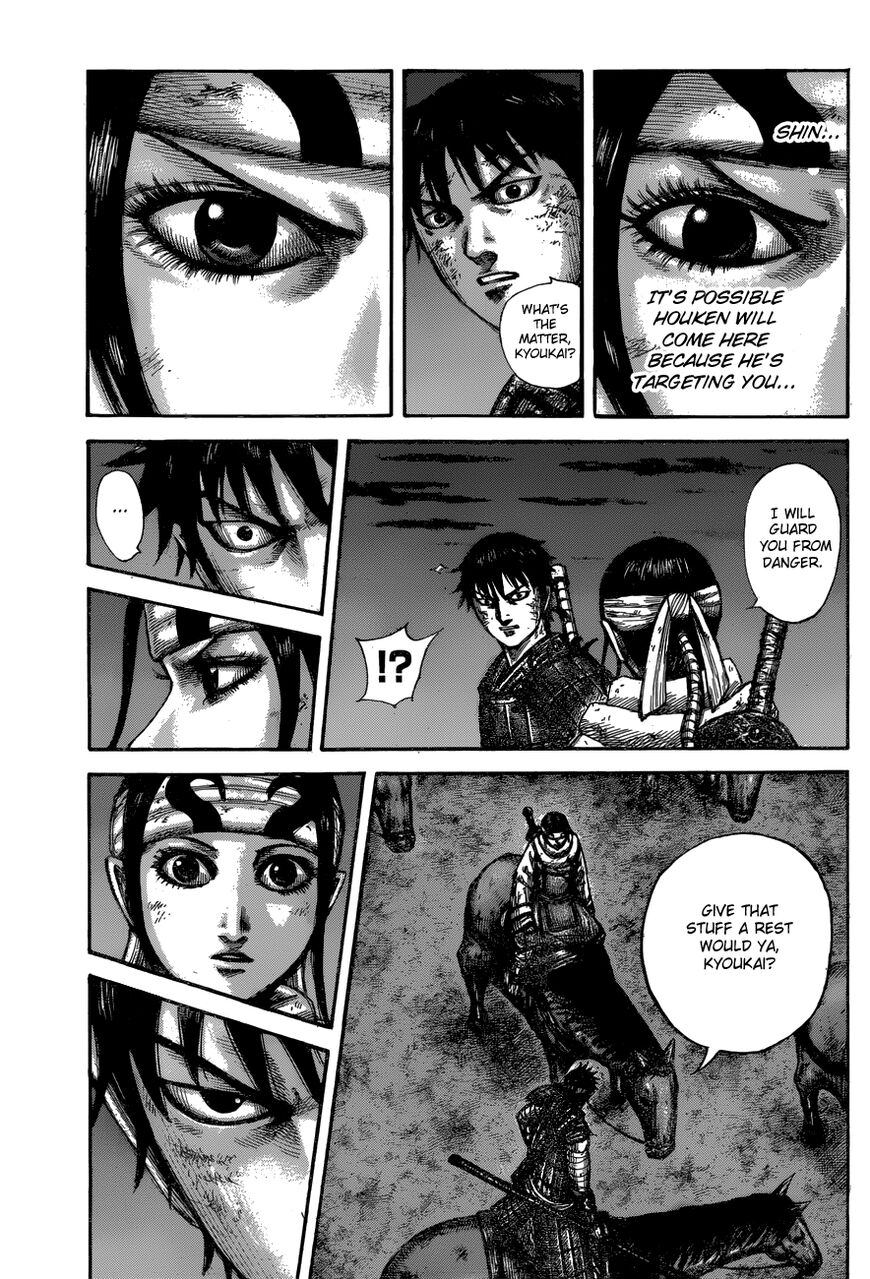 SHIN...
IT'S POSSIBLE
HOUKEN WILL
COME HERE
BECAUSE HE'S
TARGETING YOU...
WHAT'S
THE
MATTER,
KYOUKAI?
I WILL
GUARD
YOU FROM
DANGER.
!?
...
GIVE THAT
STUFF A REST
WOULD YA,
KYOUKAI?